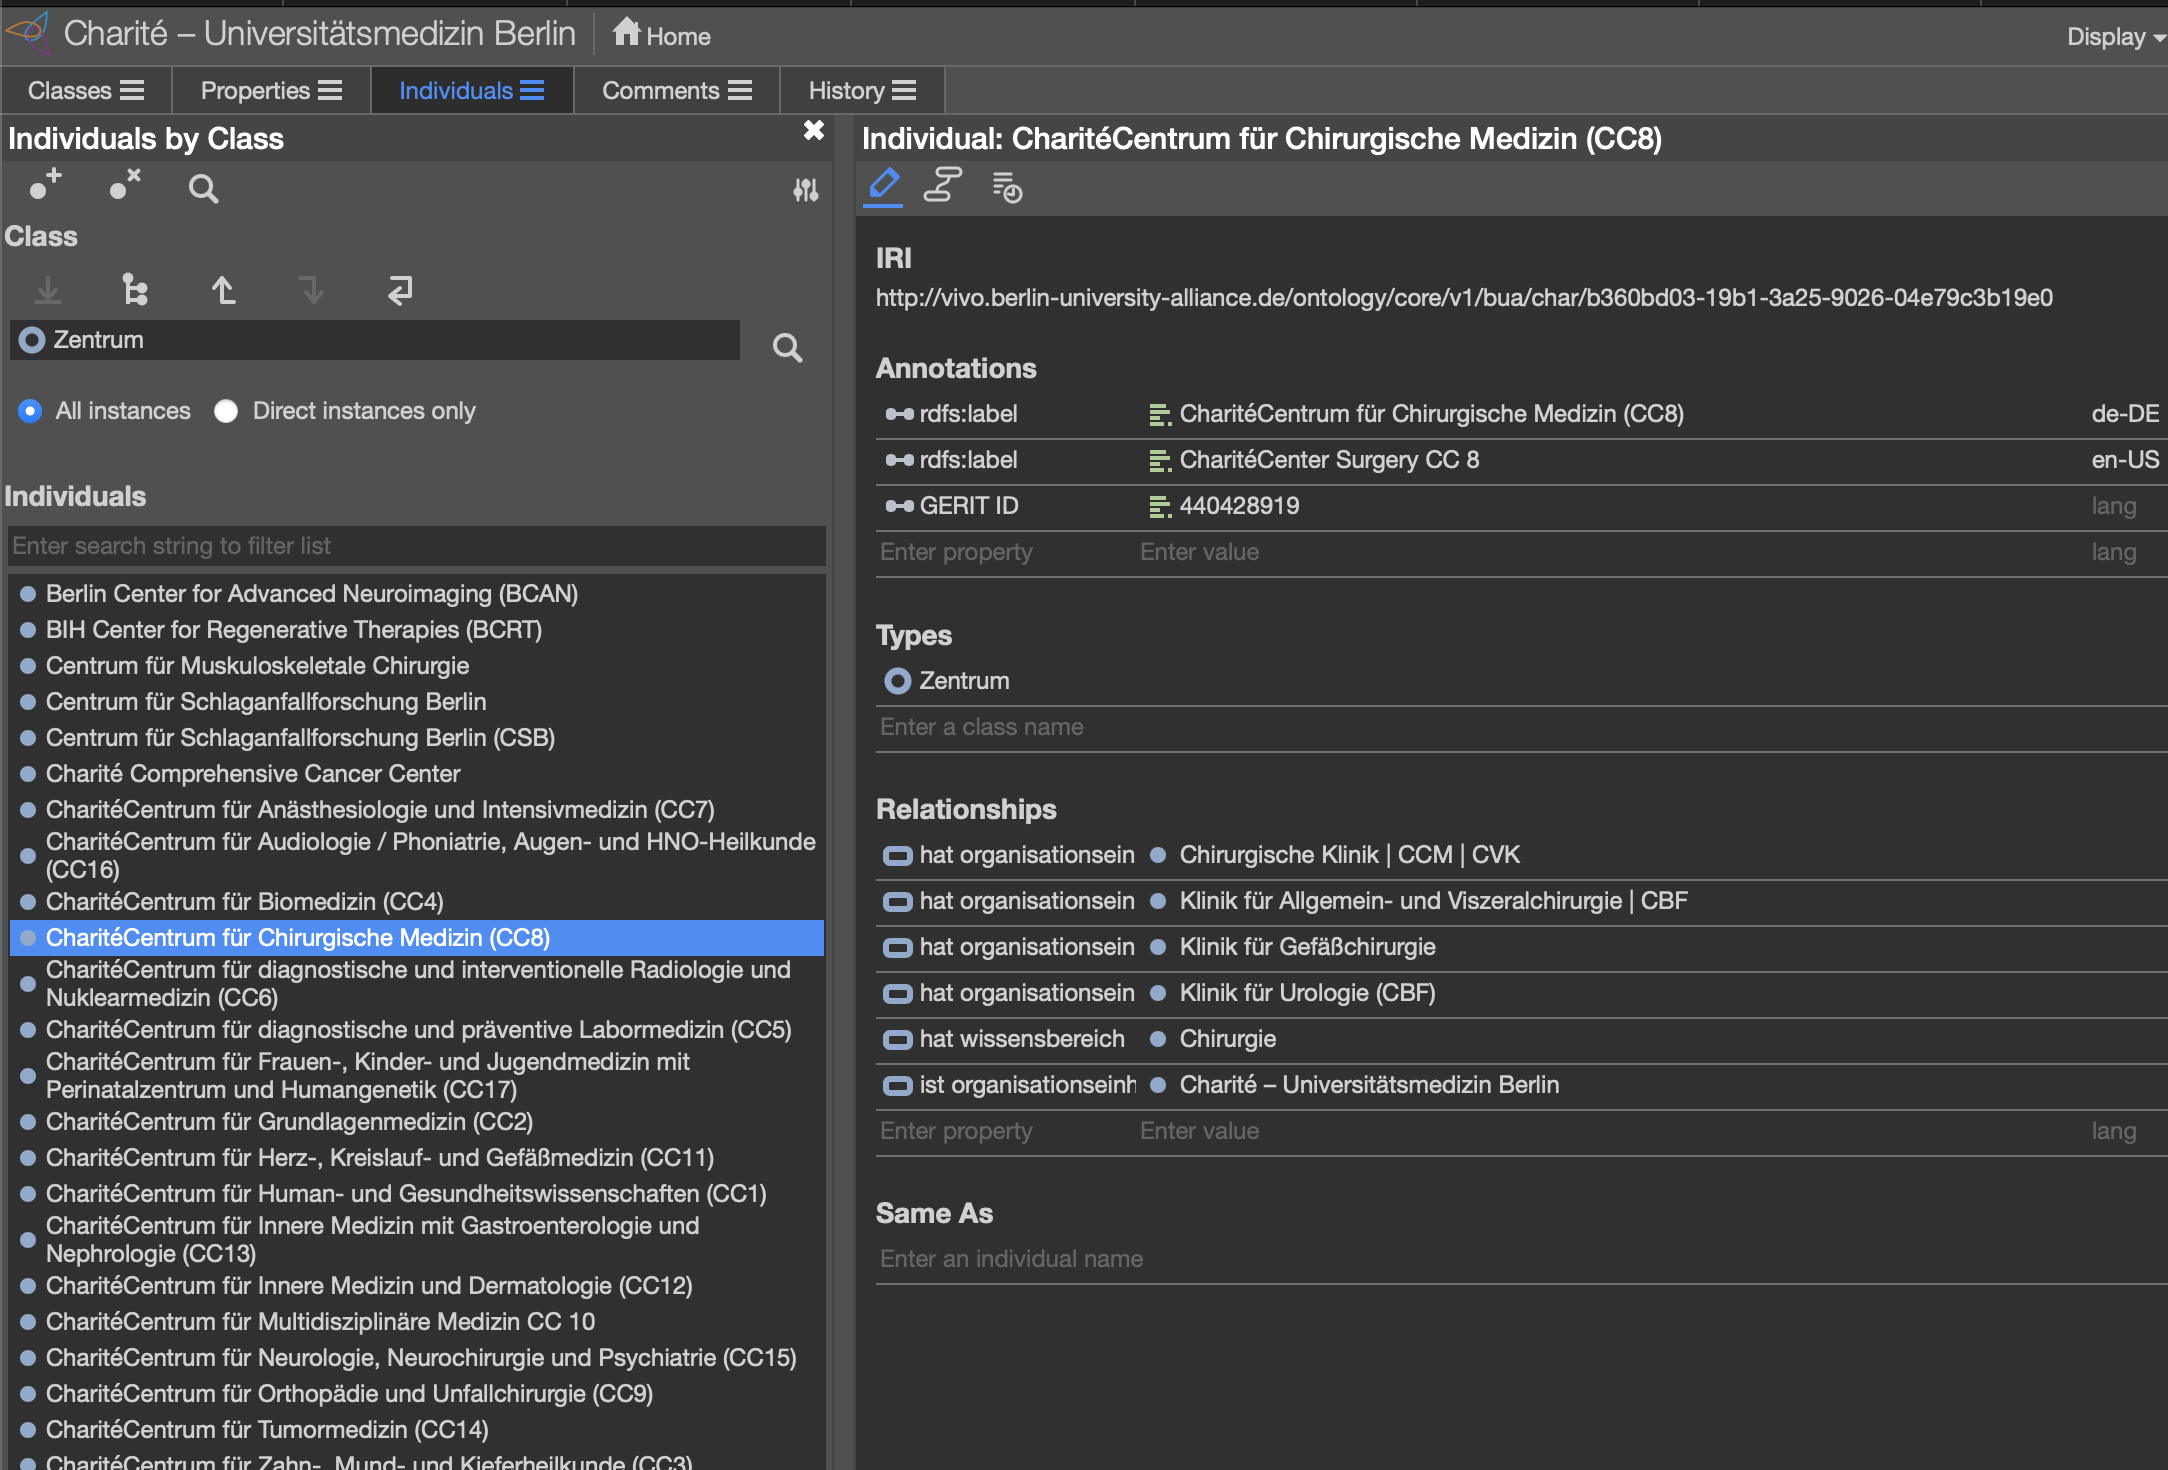 Charité – Universitätsmedizin Berlin
Home
Display
Classes
Properties
Individuals
Comments
History
Individuals by Class
Class
Zentrum
All instances
Direct instances only
Individuals
Enter search string to filter list
Berlin Center for Advanced Neuroimaging (BCAN)
BIH Center for Regenerative Therapies (BCRT)
Centrum für Muskuloskeletale Chirurgie
Centrum für Schlaganfallforschung Berlin
Centrum für Schlaganfallforschung Berlin (CSB)
Charité Comprehensive Cancer Center
CharitéCentrum für Anästhesiologie und Intensivmedizin (CC7)
CharitéCentrum für Audiologie / Phoniatrie, Augen- und HNO-Heilkunde
(CC16)
CharitéCentrum für Biomedizin (CC4)
CharitéCentrum für Chirurgische Medizin (CC8)
CharitéCentrum für diagnostische und interventionelle Radiologie und
Nuklearmedizin (CC6)
CharitéCentrum für diagnostische und präventive Labormedizin (CC5)
CharitéCentrum für Frauen-, Kinder- und Jugendmedizin mit
Perinatalzentrum und Humangenetik (CC17)
CharitéCentrum für Grundlagenmedizin (CC2)
CharitéCentrum für Herz-, Kreislauf- und Gefäßmedizin (CC11)
CharitéCentrum für Human- und Gesundheitswissenschaften (CC1)
CharitéCentrum für Innere Medizin mit Gastroenterologie und
Nephrologie (CC13)
CharitéCentrum für Innere Medizin und Dermatologie (CC12)
CharitéCentrum für Multidisziplinäre Medizin CC 10
CharitéCentrum für Neurologie, Neurochirurgie und Psychiatrie (CC15)
CharitéCentrum für Orthopädie und Unfallchirurgie (CC9)
CharitéCentrum für Tumormedizin (CC14)
CharitéCentrum für Zahn-, Mund- und Kieferheilkunde (CC3)
Individual: CharitéCentrum für Chirurgische Medizin (CC8)
IRI
http://vivo.berlin-university-alliance.de/ontology/core/v1/bua/char/b360bd03-19b1-3a25-9026-04e79c3b19e0
Annotations
rdfs:label CharitéCentrum für Chirurgische Medizin (CC8) de-DE
rdfs:label CharitéCenter Surgery CC 8 en-US
GERIT ID 440428919 lang
Enter property Enter value lang
Types
Zentrum
Enter a class name
Relationships
hat organisationsein Chirurgische Klinik | CCM | CVK
hat organisationsein Klinik für Allgemein- und Viszeralchirurgie | CBF
hat organisationsein Klinik für Gefäßchirurgie
hat organisationsein Klinik für Urologie (CBF)
hat wissensbereich Chirurgie
ist organisationseinh Charité – Universitätsmedizin Berlin
Enter property Enter value lang
Same As
Enter an individual name